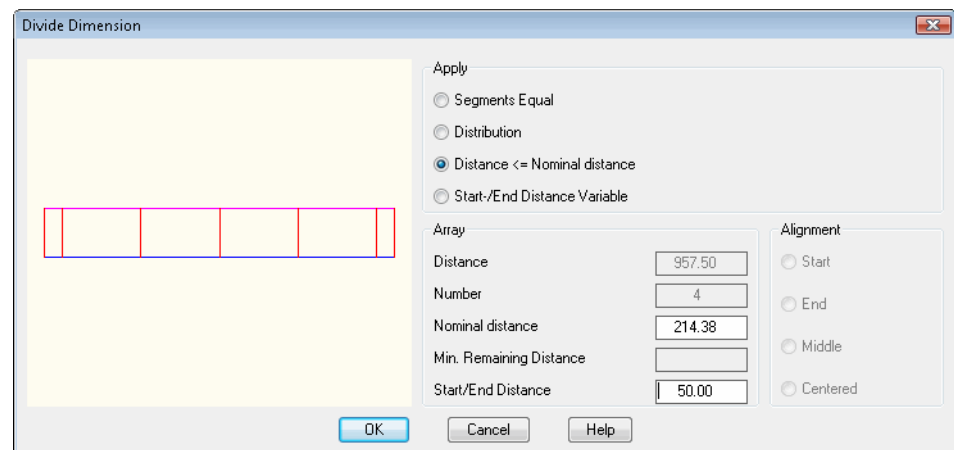 Divide Dimension
Apply
Segments Equal
Distribution
Distance <= Nominal distance
Start-/End Distance Variable
Array
Distance 957.50
Number 4
Nominal distance 214.38
Min. Remaining Distance
Start/End Distance 50.00
Alignment
Start
End
Middle
Centered
OK Cancel Help